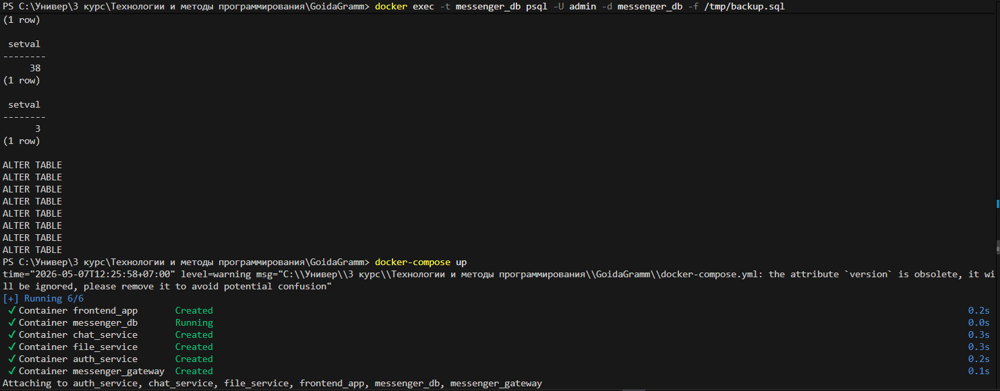 PS C:\Универ\3 курс\Технологии и методы программирования\GoidaGramm> docker exec -t messenger_db psql -U admin -d messenger_db -f /tmp/backup.sql
(1 row)
 setval
--------
     38
(1 row)
 setval
--------
      3
(1 row)
ALTER TABLE
ALTER TABLE
ALTER TABLE
ALTER TABLE
ALTER TABLE
ALTER TABLE
ALTER TABLE
ALTER TABLE
PS C:\Универ\3 курс\Технологии и методы программирования\GoidaGramm> docker-compose up
time="2026-05-07T12:25:58+07:00" level=warning msg="C:\\Универ\\3 курс\\Технологии и методы программирования\\GoidaGramm\\docker-compose.yml: the attribute `version` is obsolete, it wi
ll be ignored, please remove it to avoid potential confusion"
[+] Running 6/6
 ✓ Container frontend_app       Created 0.2s
 ✓ Container messenger_db       Running 0.0s
 ✓ Container chat_service       Created 0.3s
 ✓ Container file_service       Created 0.3s
 ✓ Container auth_service       Created 0.2s
 ✓ Container messenger_gateway  Created 0.1s
Attaching to auth_service, chat_service, file_service, frontend_app, messenger_db, messenger_gateway